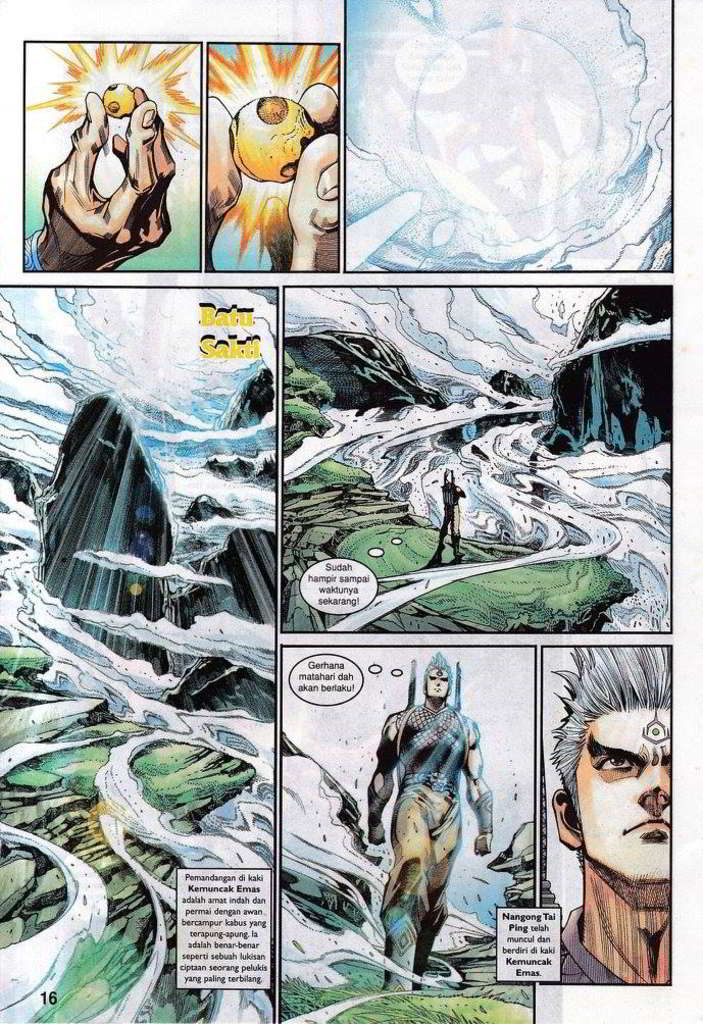 Batu
Sakti
Sudah
hampir sampai
waktunya
sekarang!
Pemandangan di kaki
Kemuncak Emas
adalah amat indah dan
permai dengan awan
bercampur kabus yang
terapung-apung. Ia
adalah benar-benar
seperti sebuah lukisan
ciptaan seorang pelukis
yang paling terbilang.
Gerhana
matahari dah
akan berlaku!
Nangong Tai
Ping telah
muncul dan
berdiri di kaki
Kemuncak
Emas.
16